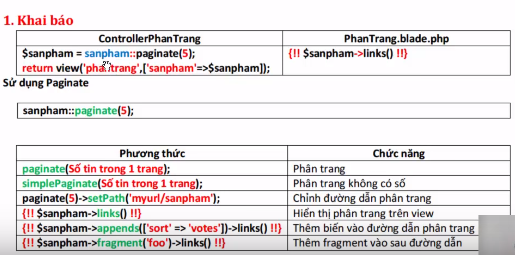 1. Khai báo
ControllerPhanTrang
PhanTrang.blade.php
$sanpham = sanpham::paginate(5);
return view('phantrang',['sanpham'=>$sanpham]);
{!! $sanpham->links() !!}
Sử dụng Paginate
sanpham::paginate(5);
Phương thức
Chức năng
paginate(Số tin trong 1 trang);
Phân trang
simplePaginate(Số tin trong 1 trang);
Phân trang không có số
paginate(5)->setPath('myurl/sanpham');
Chỉnh đường dẫn phân trang
{!! $sanpham->links() !!}
Hiển thị phân trang trên view
{!! $sanpham->appends(['sort' => 'votes'])->links() !!}
Thêm biến vào đường dẫn phân trang
{!! $sanpham->fragment('foo')->links() !!}
Thêm fragment vào sau đường dẫn